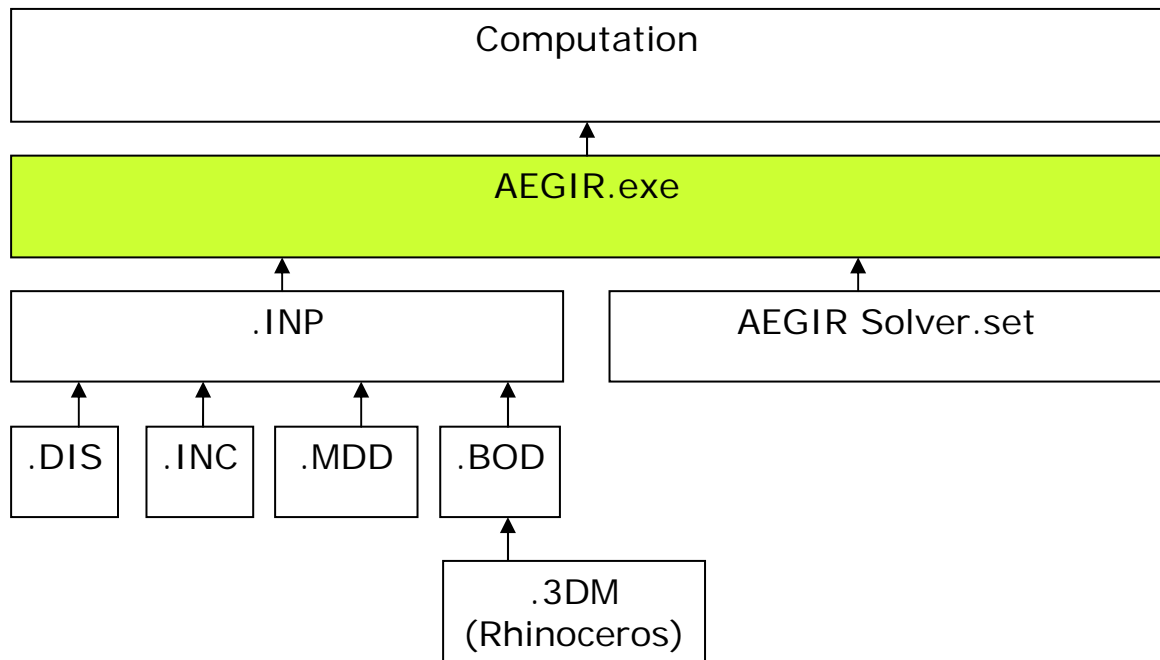 Computation
AEGIR.exe
.INP
AEGIR Solver.set
.DIS
.INC
.MDD
.BOD
.3DM
(Rhinoceros)